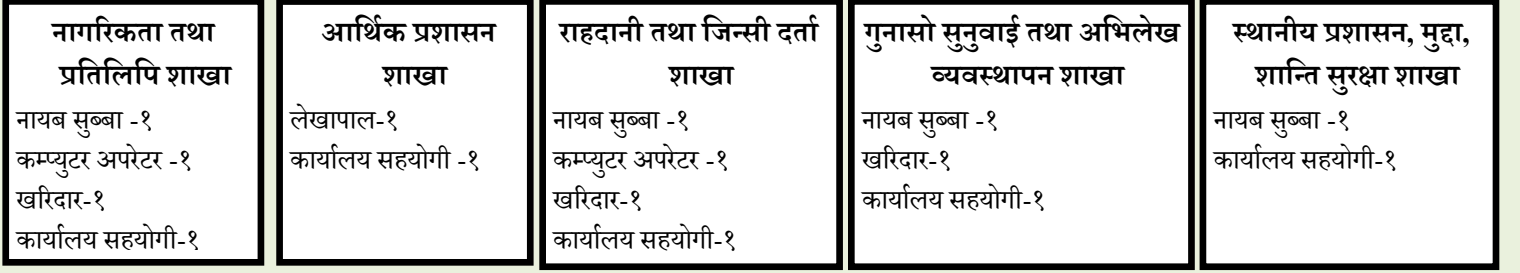 नागरिकता तथा
प्रतिलिपि शाखा
नायब सुब्बा -१
कम्प्युटर अपरेटर -१
खरिदार-१
कार्यालय सहयोगी-१
आर्थिक प्रशासन
शाखा
लेखापाल-१
कार्यालय सहयोगी -१
राहदानी तथा जिन्सी दर्ता
शाखा
नायब सुब्बा -१
कम्प्युटर अपरेटर -१
खरिदार-१
कार्यालय सहयोगी-१
गुनासो सुनुवाई तथा अभिलेख
व्यवस्थापन शाखा
नायब सुब्बा -१
खरिदार-१
कार्यालय सहयोगी-१
स्थानीय प्रशासन, मुद्दा,
शान्ति सुरक्षा शाखा
नायब सुब्बा -१
कार्यालय सहयोगी-१